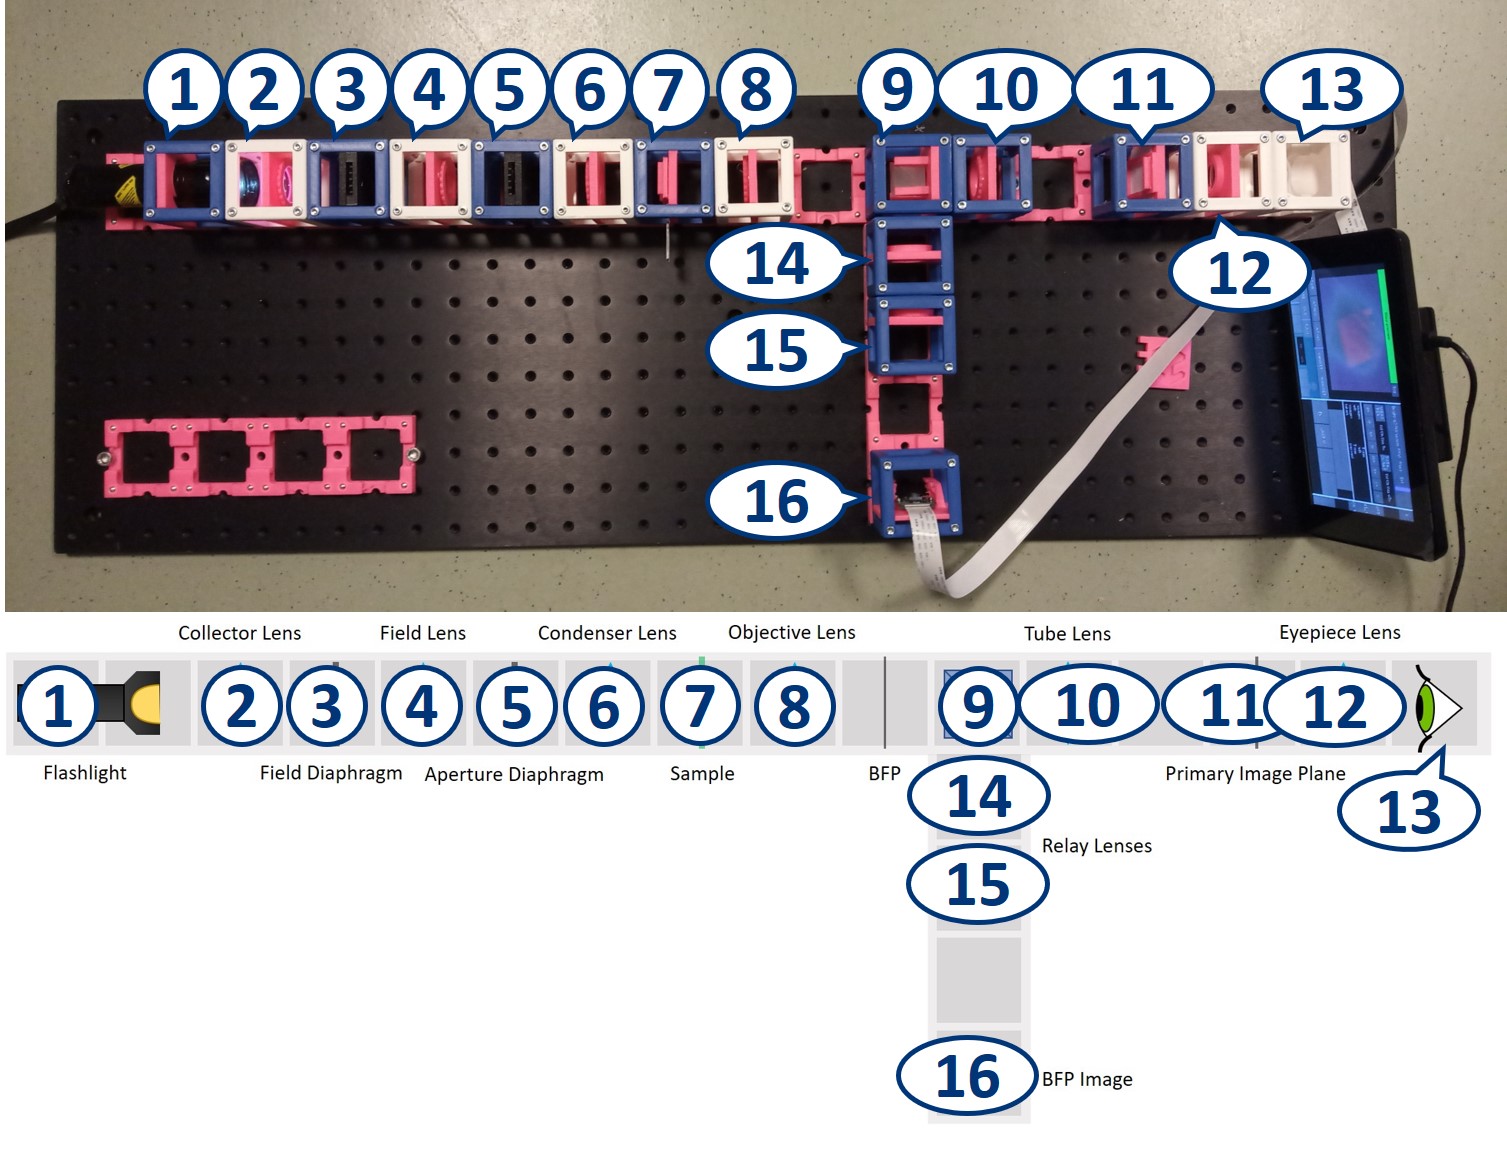 1 2 3 4 5 6 7 8 9 10 11 13
14
12
15
16
Collector Lens Field Lens Condenser Lens Objective Lens Tube Lens Eyepiece Lens
1 2 3 4 5 6 7 8 9 10 11 12
Flashlight Field Diaphragm Aperture Diaphragm Sample BFP Primary Image Plane
14
13
Relay Lenses
15
16 BFP Image